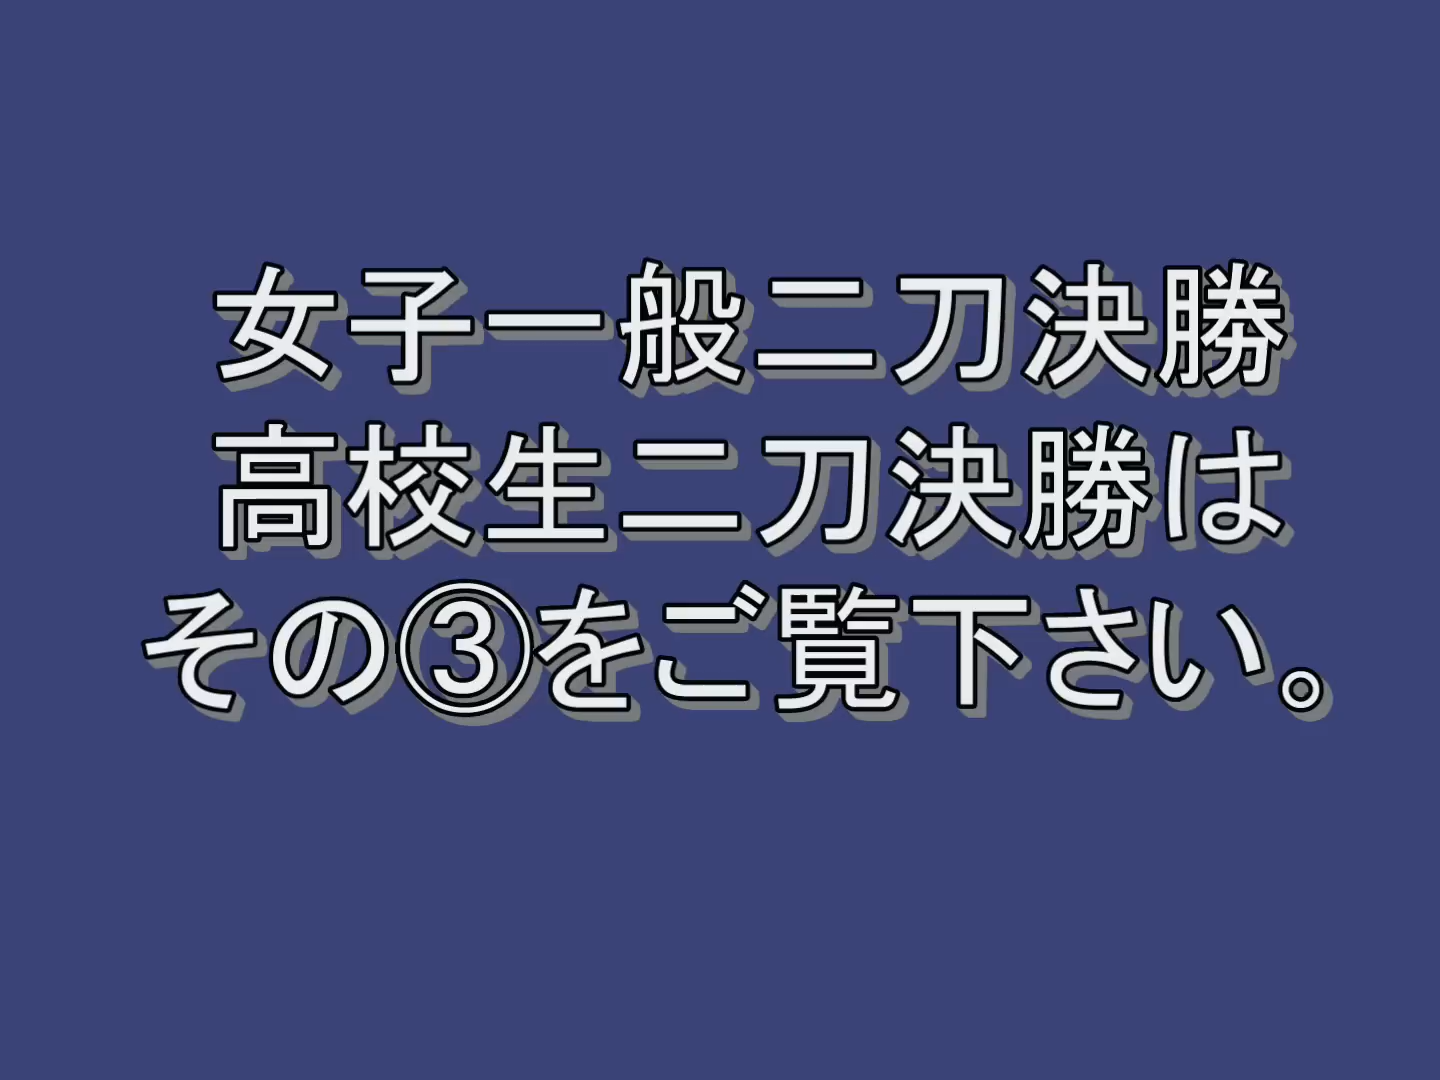 女子一般二刀決勝
高校生二刀決勝は
その③をご覧下さい。